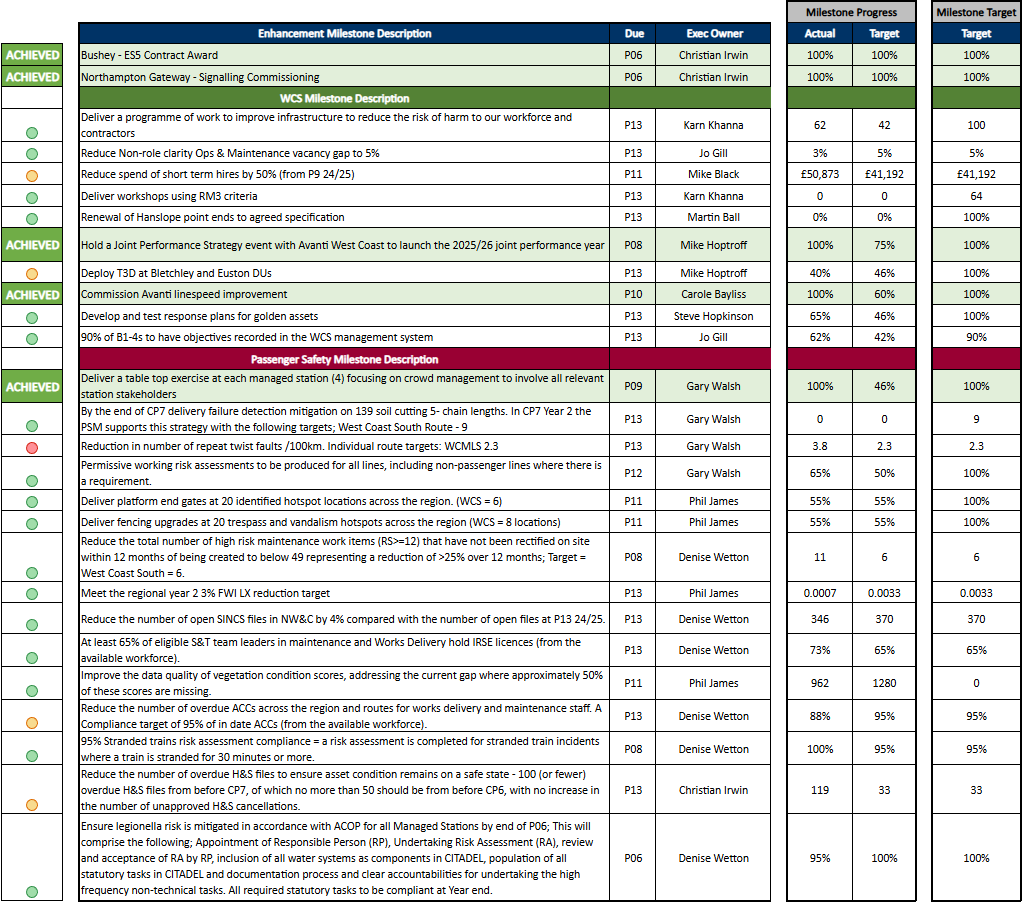 Milestone Progress Milestone Target
Enhancement Milestone Description Due Exec Owner Actual Target Target
ACHIEVED Bushey - ES5 Contract Award P06 Christian Irwin 100% 100% 100%
ACHIEVED Northampton Gateway - Signalling Commissioning P06 Christian Irwin 100% 100% 100%
WCS Milestone Description
Deliver a programme of work to improve infrastructure to reduce the risk of harm to our workforce and
contractors P13 Karn Khanna 62 42 100
Reduce Non-role clarity Ops & Maintenance vacancy gap to 5% P13 Jo Gill 3% 5% 5%
Reduce spend of short term hires by 50% (from P9 24/25) P11 Mike Black £50,873 £41,192 £41,192
Deliver workshops using RM3 criteria P13 Karn Khanna 0 0 64
Renewal of Hanslope point ends to agreed specification P13 Martin Ball 0% 0% 100%
ACHIEVED Hold a Joint Performance Strategy event with Avanti West Coast to launch the 2025/26 joint performance year P08 Mike Hoptroff 100% 75% 100%
Deploy T3D at Bletchley and Euston DUs P13 Mike Hoptroff 40% 46% 100%
ACHIEVED Commission Avanti linespeed improvement P10 Carole Bayliss 100% 60% 100%
Develop and test response plans for golden assets P13 Steve Hopkinson 65% 46% 100%
90% of B1-4s to have objectives recorded in the WCS management system P13 Jo Gill 62% 42% 90%
Passenger Safety Milestone Description
ACHIEVED Deliver a table top exercise at each managed station (4) focusing on crowd management to involve all relevant
station stakeholders P09 Gary Walsh 100% 46% 100%
By the end of CP7 delivery failure detection mitigation on 139 soil cutting 5- chain lengths. In CP7 Year 2 the
PSM supports this strategy with the following targets; West Coast South Route - 9 P13 Gary Walsh 0 0 9
Reduction in number of repeat twist faults /100km. Individual route targets: WCMLS 2.3 P13 Gary Walsh 3.8 2.3 2.3
Permissive working risk assessments to be produced for all lines, including non-passenger lines where there is
a requirement. P12 Gary Walsh 65% 50% 100%
Deliver platform end gates at 20 identified hotspot locations across the region. (WCS = 6) P11 Phil James 55% 55% 100%
Deliver fencing upgrades at 20 trespass and vandalism hotspots across the region (WCS = 8 locations) P11 Phil James 55% 55% 100%
Reduce the total number of high risk maintenance work items (RS>=12) that have not been rectified on site
within 12 months of being created to below 49 representing a reduction of >25% over 12 months; Target =
West Coast South = 6. P08 Denise Wetton 11 6 6
Meet the regional year 2 3% FWI LX reduction target P13 Phil James 0.0007 0.0033 0.0033
Reduce the number of open SINCS files in NW&C by 4% compared with the number of open files at P13 24/25. P13 Denise Wetton 346 370 370
At least 65% of eligible S&T team leaders in maintenance and Works Delivery hold IRSE licences (from the
available workforce). P13 Denise Wetton 73% 65% 65%
Improve the data quality of vegetation condition scores, addressing the current gap where approximately 50%
of these scores are missing. P11 Phil James 962 1280 0
Reduce the number of overdue ACCs across the region and routes for works delivery and maintenance staff. A
Compliance target of 95% of in date ACCs (from the available workforce). P13 Denise Wetton 88% 95% 95%
95% Stranded trains risk assessment compliance = a risk assessment is completed for stranded train incidents
where a train is stranded for 30 minutes or more. P08 Denise Wetton 100% 95% 95%
Reduce the number of overdue H&S files to ensure asset condition remains on a safe state - 100 (or fewer)
overdue H&S files from before CP7, of which no more than 50 should be from before CP6, with no increase in
the number of unapproved H&S cancellations. P13 Christian Irwin 119 33 33
Ensure legionella risk is mitigated in accordance with ACOP for all Managed Stations by end of P06; This will
comprise the following; Appointment of Responsible Person (RP), Undertaking Risk Assessment (RA), review
and acceptance of RA by RP, inclusion of all water systems as components in CITADEL, population of all
statutory tasks in CITADEL and documentation process and clear accountabilities for undertaking the high
frequency non-technical tasks. All required statutory tasks to be compliant at Year end. P06 Denise Wetton 95% 100% 100%